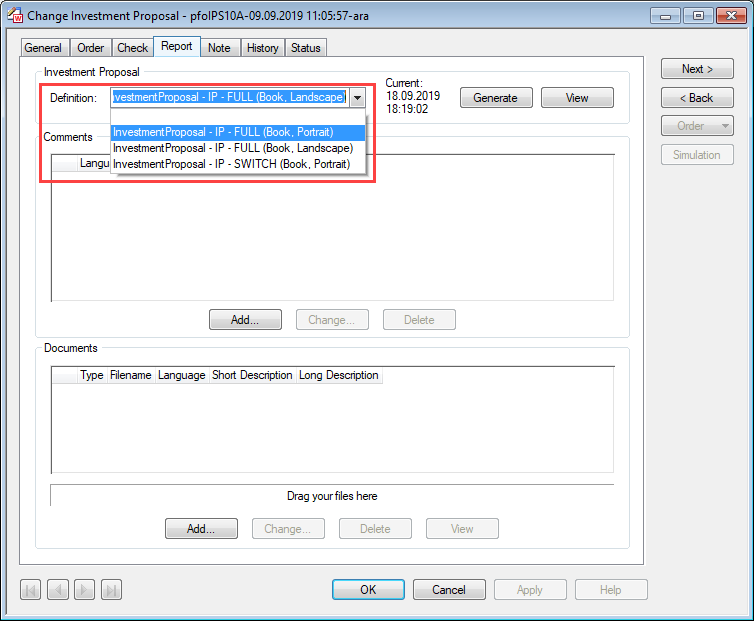 Change Investment Proposal - pfoIPS10A-09.09.2019 11:05:57-ara
General Order Check Report Note History Status
Investment Proposal
Definition: nvestmentProposal - IP - FULL (Book, Landscape)
Current:
18.09.2019
18:19:02
Generate View
InvestmentProposal - IP - FULL (Book, Portrait)
InvestmentProposal - IP - FULL (Book, Landscape)
InvestmentProposal - IP - SWITCH (Book, Portrait)
Comments
Langu
Add... Change... Delete
Documents
Type Filename Language Short Description Long Description
Drag your files here
Add... Change... Delete View
Next >
< Back
Order
Simulation
OK Cancel Apply Help